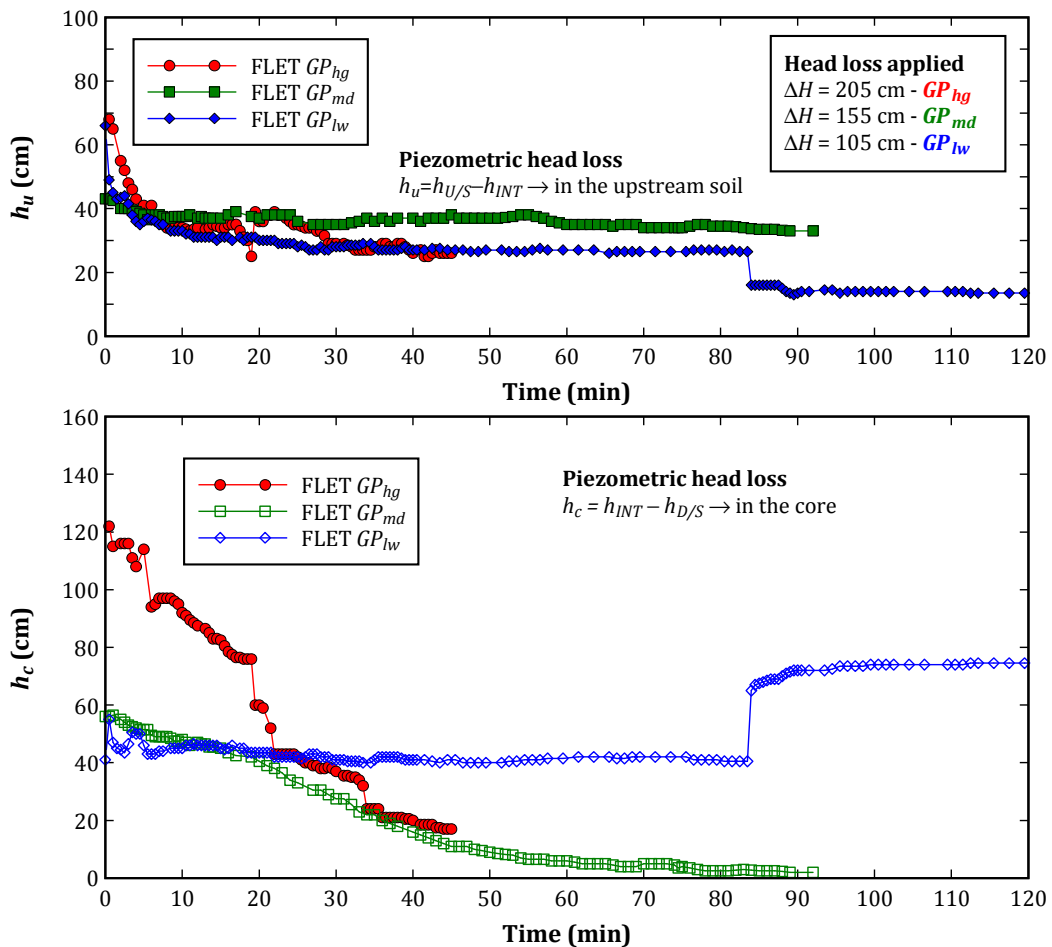 100
80
60
40
20
0
h_u (cm)
FLET GP_hg
FLET GP_md
FLET GP_lw
Head loss applied
ΔH = 205 cm - GP_hg
ΔH = 155 cm - GP_md
ΔH = 105 cm - GP_lw
Piezometric head loss
h_u=h_U/S−h_INT → in the upstream soil
0 10 20 30 40 50 60 70 80 90 100 110 120
Time (min)
160
140
120
100
80
60
40
20
0
h_c (cm)
FLET GP_hg
FLET GP_md
FLET GP_lw
Piezometric head loss
h_c = h_INT − h_D/S → in the core
0 10 20 30 40 50 60 70 80 90 100 110 120
Time (min)